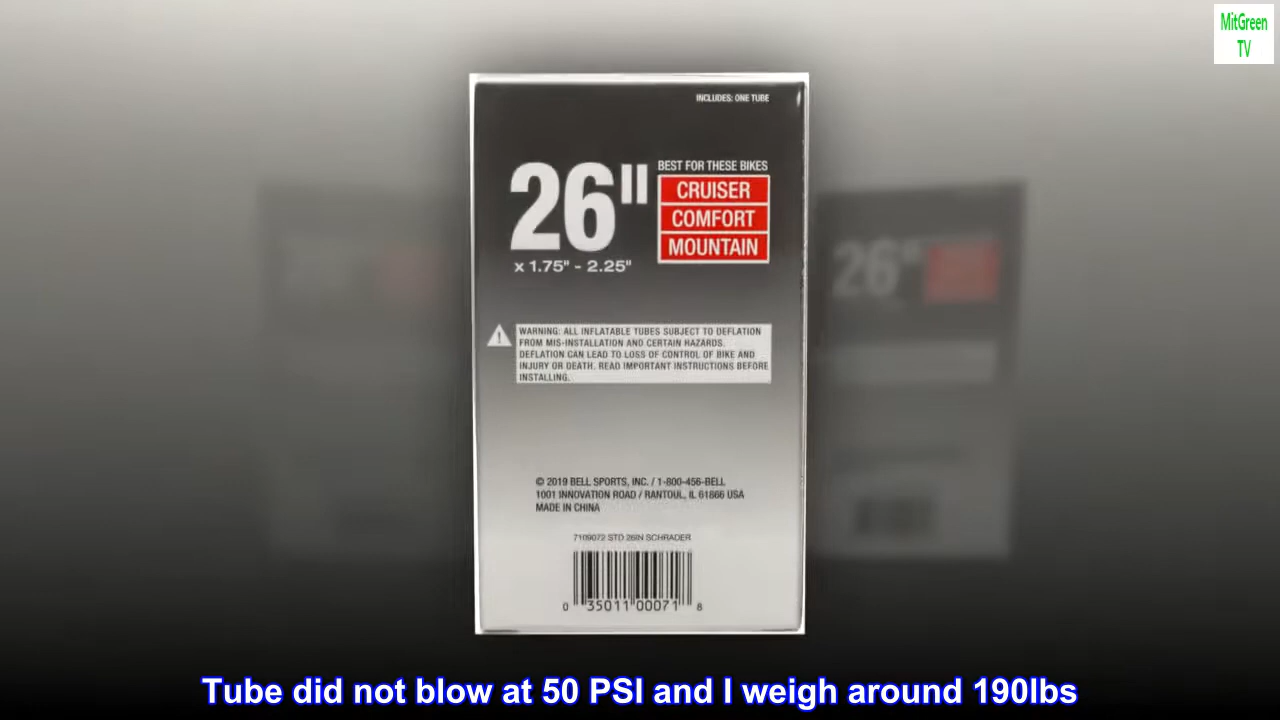 MitGreen
TV
INCLUDES: ONE TUBE
26"
x 1.75" - 2.25"
BEST FOR THESE BIKES
CRUISER
COMFORT
MOUNTAIN
WARNING: ALL INFLATABLE TUBES SUBJECT TO DEFLATION
FROM MIS-INSTALLATION AND CERTAIN HAZARDS.
DEFLATION CAN LEAD TO LOSS OF CONTROL OF BIKE AND
INJURY OR DEATH. READ IMPORTANT INSTRUCTIONS BEFORE
INSTALLING.
© 2019 BELL SPORTS, INC. / 1-800-456-BELL
1001 INNOVATION ROAD / RANTOUL, IL 61866 USA
MADE IN CHINA
7109072 STD 26IN SCHRADER
0 35011 00071 8
26"
Tube did not blow at 50 PSI and I weigh around 190lbs